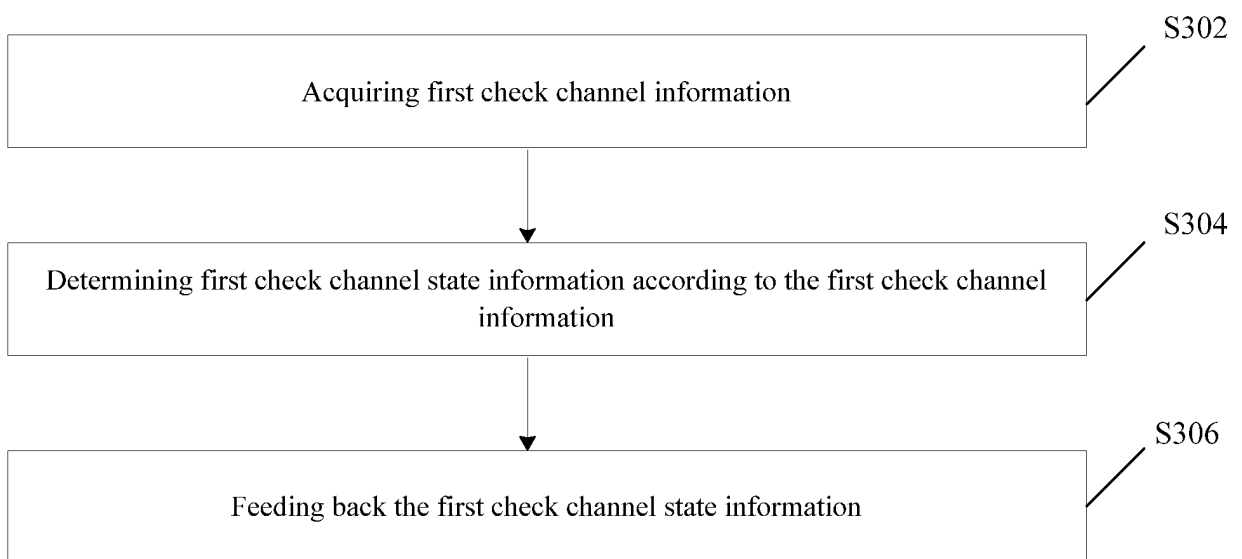 S302
Acquiring first check channel information
S304
Determining first check channel state information according to the first check channel
information
S306
Feeding back the first check channel state information